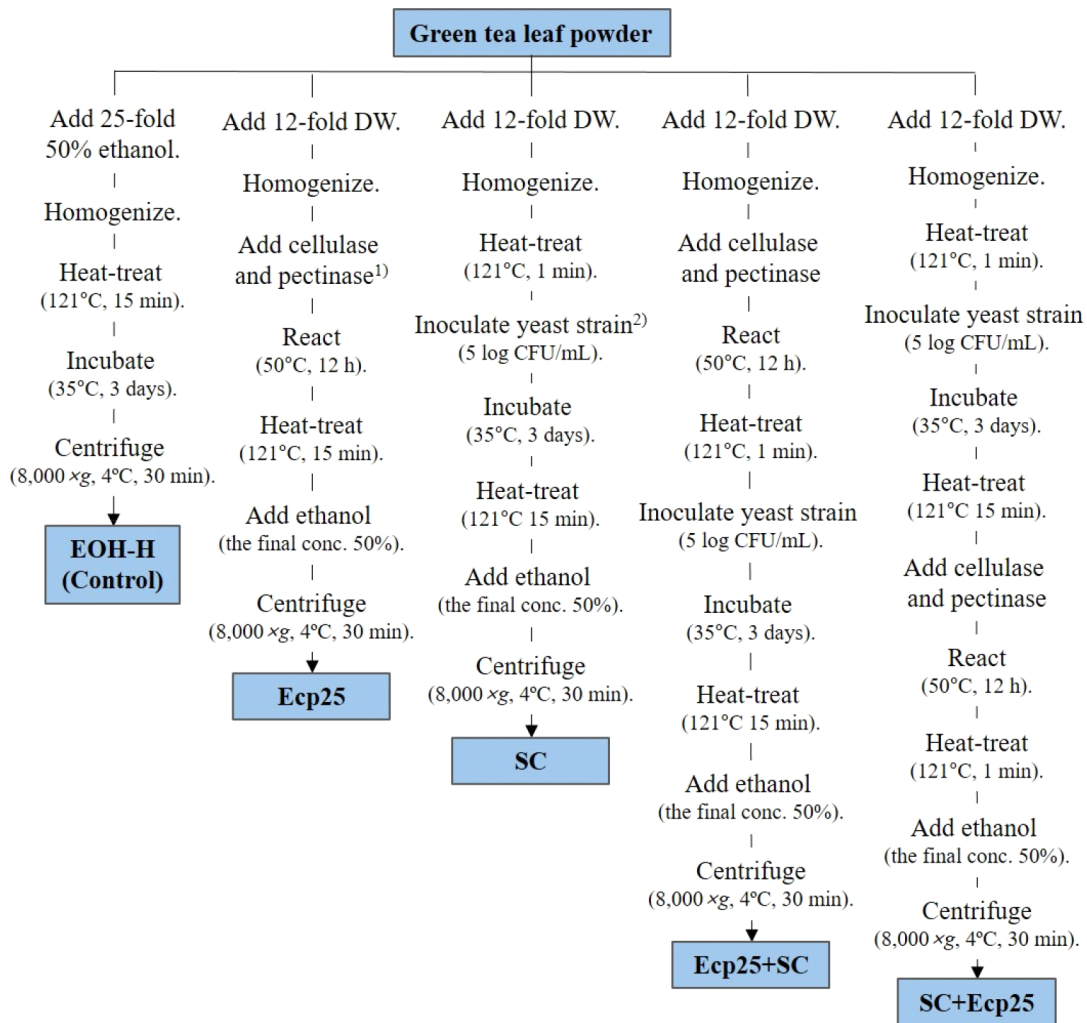 Green tea leaf powder
Add 25-fold
50% ethanol.
Homogenize.
Heat-treat
(121°C, 15 min).
Incubate
(35°C, 3 days).
Centrifuge
(8,000 ×g, 4ºC, 30 min).
EOH-H
(Control)
Add 12-fold DW.
Homogenize.
Add cellulase
and pectinase1)
React
(50°C, 12 h).
Heat-treat
(121°C, 15 min).
Add ethanol
(the final conc. 50%).
Centrifuge
(8,000 ×g, 4ºC, 30 min).
Ecp25
Add 12-fold DW.
Homogenize.
Heat-treat
(121°C, 1 min).
Inoculate yeast strain2)
(5 log CFU/mL).
Incubate
(35°C, 3 days).
Heat-treat
(121°C 15 min).
Add ethanol
(the final conc. 50%).
Centrifuge
(8,000 ×g, 4ºC, 30 min).
SC
Add 12-fold DW.
Homogenize.
Add cellulase
and pectinase
React
(50°C, 12 h).
Heat-treat
(121°C, 1 min).
Inoculate yeast strain
(5 log CFU/mL).
Incubate
(35°C, 3 days).
Heat-treat
(121°C 15 min).
Add ethanol
(the final conc. 50%).
Centrifuge
(8,000 ×g, 4ºC, 30 min).
Ecp25+SC
Add 12-fold DW.
Homogenize.
Heat-treat
(121°C, 1 min).
Inoculate yeast strain
(5 log CFU/mL).
Incubate
(35°C, 3 days).
Heat-treat
(121°C 15 min).
Add cellulase
and pectinase
React
(50°C, 12 h).
Heat-treat
(121°C, 1 min).
Add ethanol
(the final conc. 50%).
Centrifuge
(8,000 ×g, 4ºC, 30 min).
SC+Ecp25